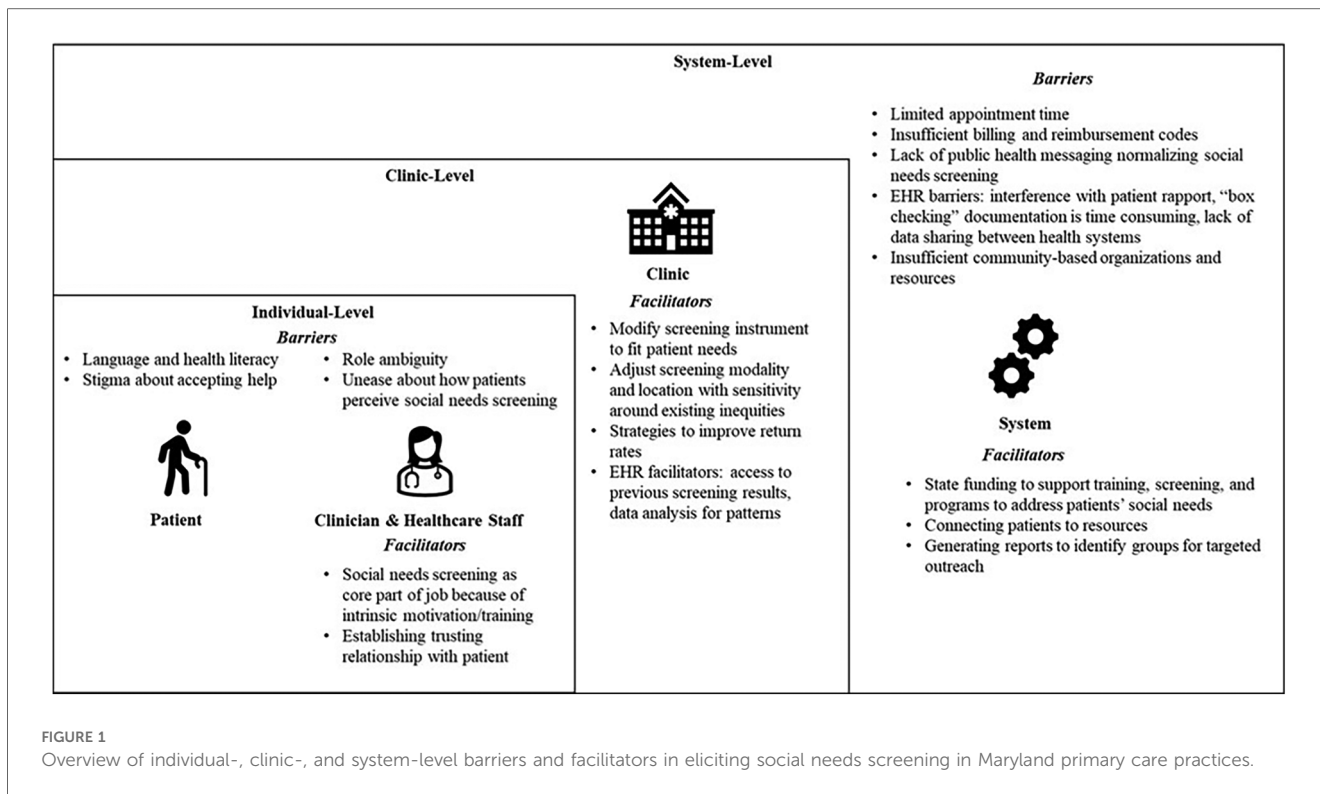 System-Level
Barriers
• Limited appointment time
• Insufficient billing and reimbursement codes
• Lack of public health messaging normalizing social
needs screening
• EHR barriers: interference with patient rapport, “box
checking” documentation is time consuming, lack of
data sharing between health systems
• Insufficient community-based organizations and
resources
System
Facilitators
• State funding to support training, screening, and
programs to address patients’ social needs
• Connecting patients to resources
• Generating reports to identify groups for targeted
outreach
Clinic-Level
Clinic
Facilitators
• Modify screening instrument
to fit patient needs
• Adjust screening modality
and location with sensitivity
around existing inequities
• Strategies to improve return
rates
• EHR facilitators: access to
previous screening results,
data analysis for patterns
Individual-Level
Barriers
• Language and health literacy
• Stigma about accepting help
Patient
• Role ambiguity
• Unease about how patients
perceive social needs screening
Clinician & Healthcare Staff
Facilitators
• Social needs screening as
core part of job because of
intrinsic motivation/training
• Establishing trusting
relationship with patient
FIGURE 1
Overview of individual-, clinic-, and system-level barriers and facilitators in eliciting social needs screening in Maryland primary care practices.